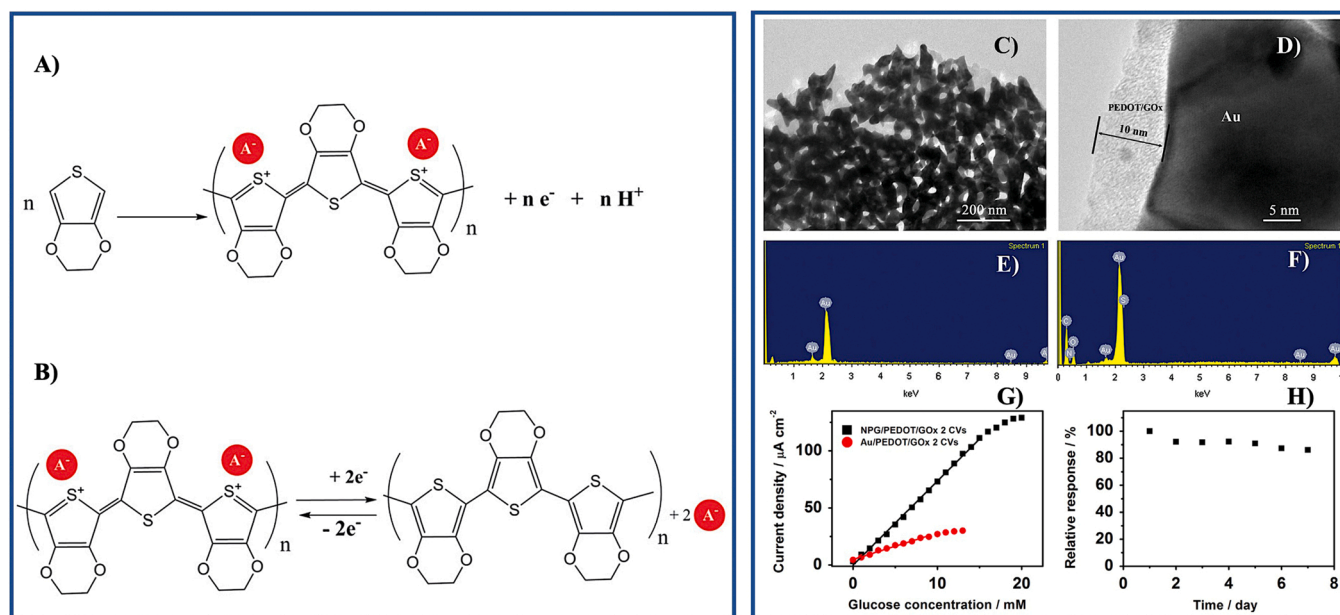 A)
n
S
O
O
(
A⁻
A⁻
O
O
S⁺
S⁺
S
O
O
O
O
)
n
+ n e⁻ + n H⁺
B)
(
A⁻
A⁻
O
O
S⁺
S⁺
S
O
O
O
O
)
n
+ 2e⁻
- 2e⁻
(
O
O
S
S
S
O
O
O
O
)
n
+ 2 A⁻
C)
200 nm
D)
PEDOT/GOx
10 nm
Au
5 nm
Spectrum 1
E)
Au
Au
Au
1 2 3 4 5 6 7 8 9
keV
Spectrum 1
F)
Au
S
C
O
N
Au
Au
Au
1 2 3 4 5 6 7 8 9
keV
G)
Current density / μA cm⁻²
100
50
0
NPG/PEDOT/GOx 2 CVs
Au/PEDOT/GOx 2 CVs
0 10 20
Glucose concentration / mM
H)
Relative response / %
100
80
60
40
20
0
0 2 4 6 8
Time / day